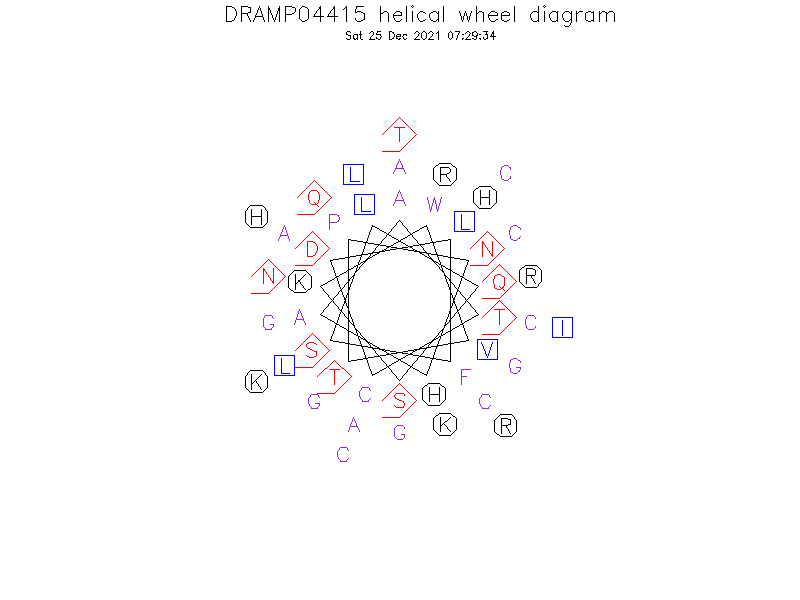 DRAMP04415 helical wheel diagram
Sat 25 Dec 2021 07:29:34
T
A
L R C
A H
Q L W
H P L
A C
D N
N K Q R
G A T C I
S V
L G
K T F
G C S H C
A G K R
C